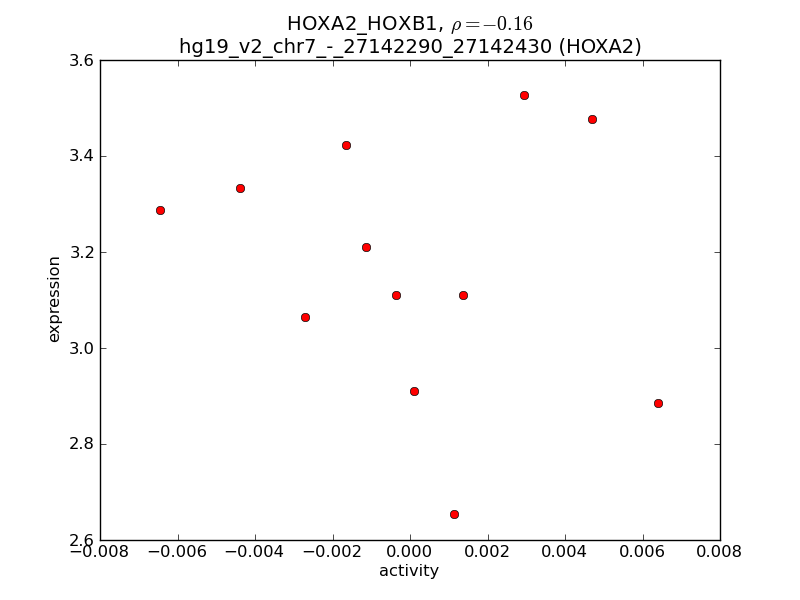 HOXA2_HOXB1, ρ=−0.16
hg19_v2_chr7_-_27142290_27142430 (HOXA2)
3.6
3.4
3.2
3.0
2.8
2.6
expression
−0.008 −0.006 −0.004 −0.002 0.000 0.002 0.004 0.006 0.008
activity